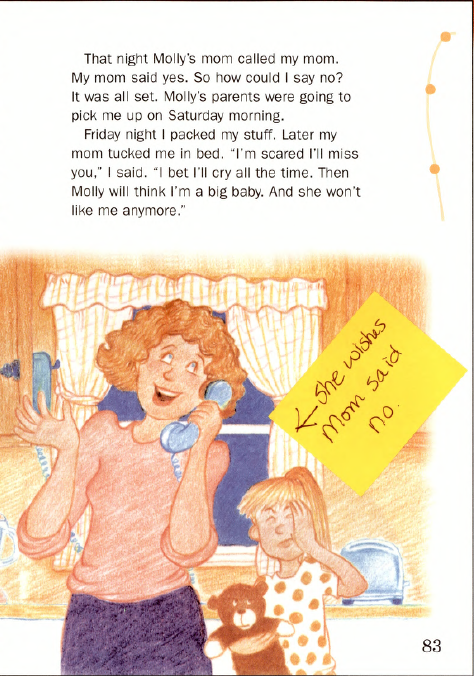 That night Molly's mom called my mom.
My mom said yes. So how could I say no?
It was all set. Molly's parents were going to
pick me up on Saturday morning.
Friday night I packed my stuff. Later my
mom tucked me in bed. "I'm scared I'll miss
you," I said. "I bet I'll cry all the time. Then
Molly will think I'm a big baby. And she won't
like me anymore."
←she wishes
Mom said
no.
83